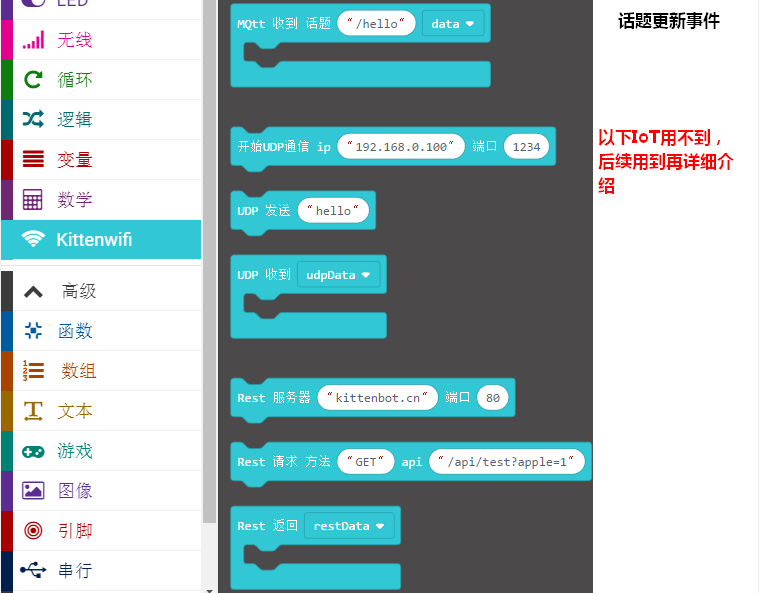 LED
无线
循环
逻辑
变量
数学
Kittenwifi
高级
函数
数组
文本
游戏
图像
引脚
串行
MQtt 收到 话题 "/hello" data
开始UDP通信 ip "192.168.0.100" 端口 1234
UDP 发送 "hello"
UDP 收到 udpData
Rest 服务器 "kittenbot.cn" 端口 80
Rest 请求 方法 "GET" api "/api/test?apple=1"
Rest 返回 restData
话题更新事件
以下IoT用不到，
后续用到再详细介
绍